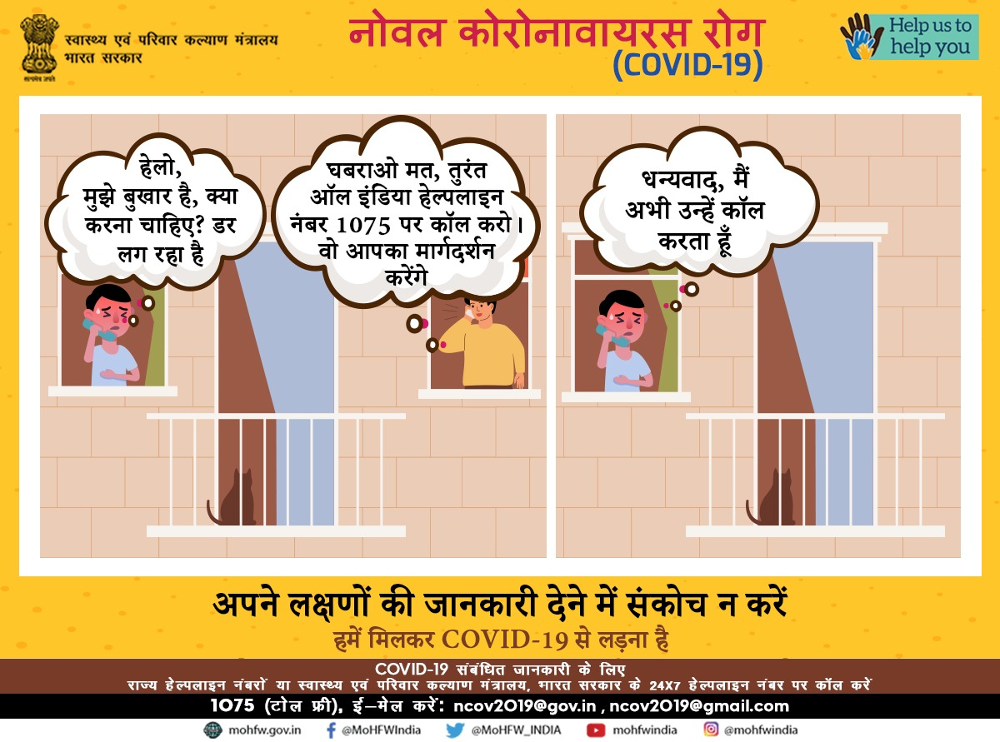 स्वास्थ्य एवं परिवार कल्याण मंत्रालय
भारत सरकार
सत्यमेव जयते
नोवल कोरोनावायरस रोग
(COVID-19)
Help us to
help you
हेलो,
मुझे बुखार है, क्या
करना चाहिए? डर
लग रहा है
घबराओ मत, तुरंत
ऑल इंडिया हेल्पलाइन
नंबर 1075 पर कॉल करो।
वो आपका मार्गदर्शन
करेंगे
धन्यवाद, मैं
अभी उन्हें कॉल
करता हूँ
अपने लक्षणों की जानकारी देने में संकोच न करें
हमें मिलकर COVID-19 से लड़ना है
COVID-19 संबंधित जानकारी के लिए
राज्य हेल्पलाइन नंबरों या स्वास्थ्य एवं परिवार कल्याण मंत्रालय, भारत सरकार के 24X7 हेल्पलाइन नंबर पर कॉल करें
1075 (टोल फ्री), ई-मेल करें: ncov2019@gov.in , ncov2019@gmail.com
mohfw.gov.in @MoHFWIndia @MoHFW_INDIA mohfwindia @mohfwindia